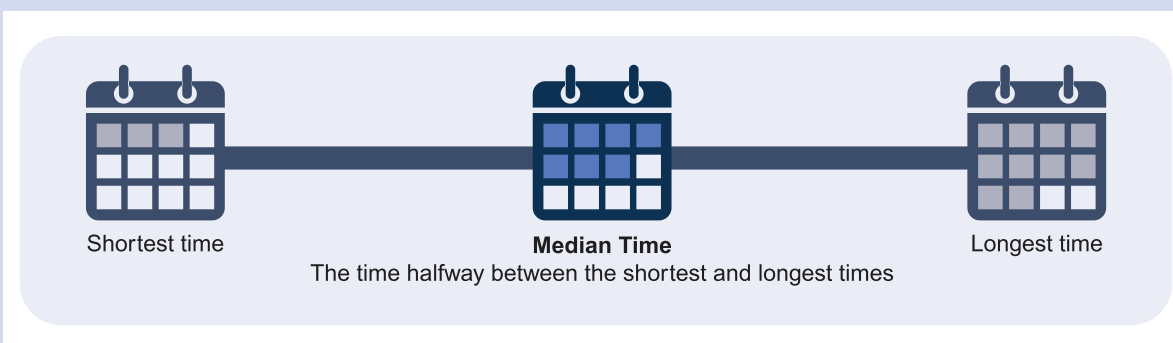 Shortest time
Median Time
The time halfway between the shortest and longest times
Longest time